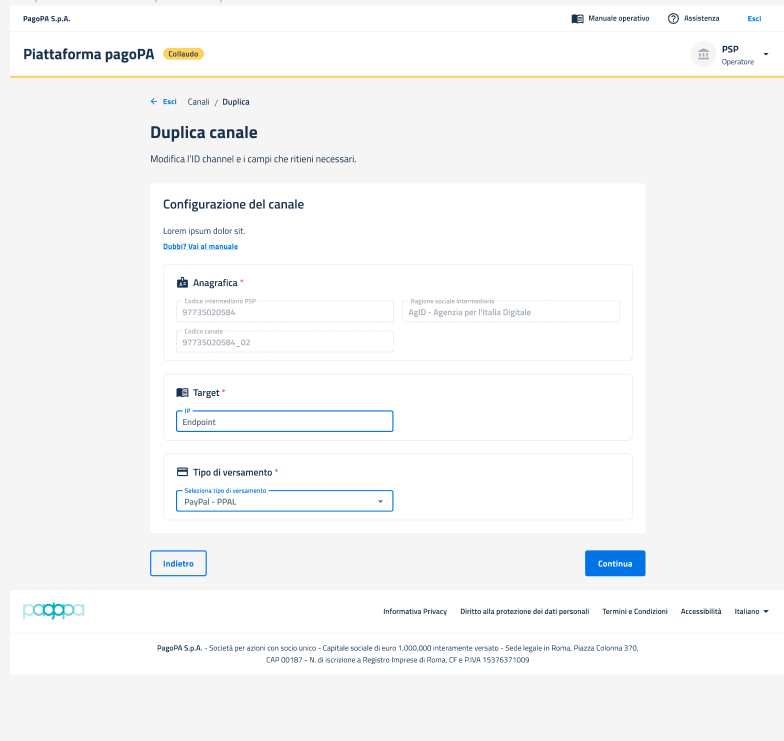 PagoPA S.p.A.
Manuale operativo
Assistenza
Esci
Piattaforma pagoPA
Collaudo
PSP
Operatore
Esci
Canali / Duplica
Duplica canale
Modifica l'ID channel e i campi che ritieni necessari.
Configurazione del canale
Lorem ipsum dolor sit.
Dubbi? Vai al manuale
Anagrafica *
Codice intermediario PSP
97735020584
Ragione sociale intermediario
AgID - Agenzia per l'Italia Digitale
Codice canale
97735020584_02
Target *
IP
Endpoint
Tipo di versamento *
Seleziona tipo di versamento
PayPal - PPAL
Indietro
Continua
pagopa
Informativa Privacy
Diritto alla protezione dei dati personali
Termini e Condizioni
Accessibilità
Italiano
PagoPA S.p.A. - Società per azioni con socio unico - Capitale sociale di euro 1,000,000 interamente versato - Sede legale in Roma, Piazza Colonna 370,
CAP 00187 - N. di iscrizione a Registro Imprese di Roma, CF e P.IVA 15376371009